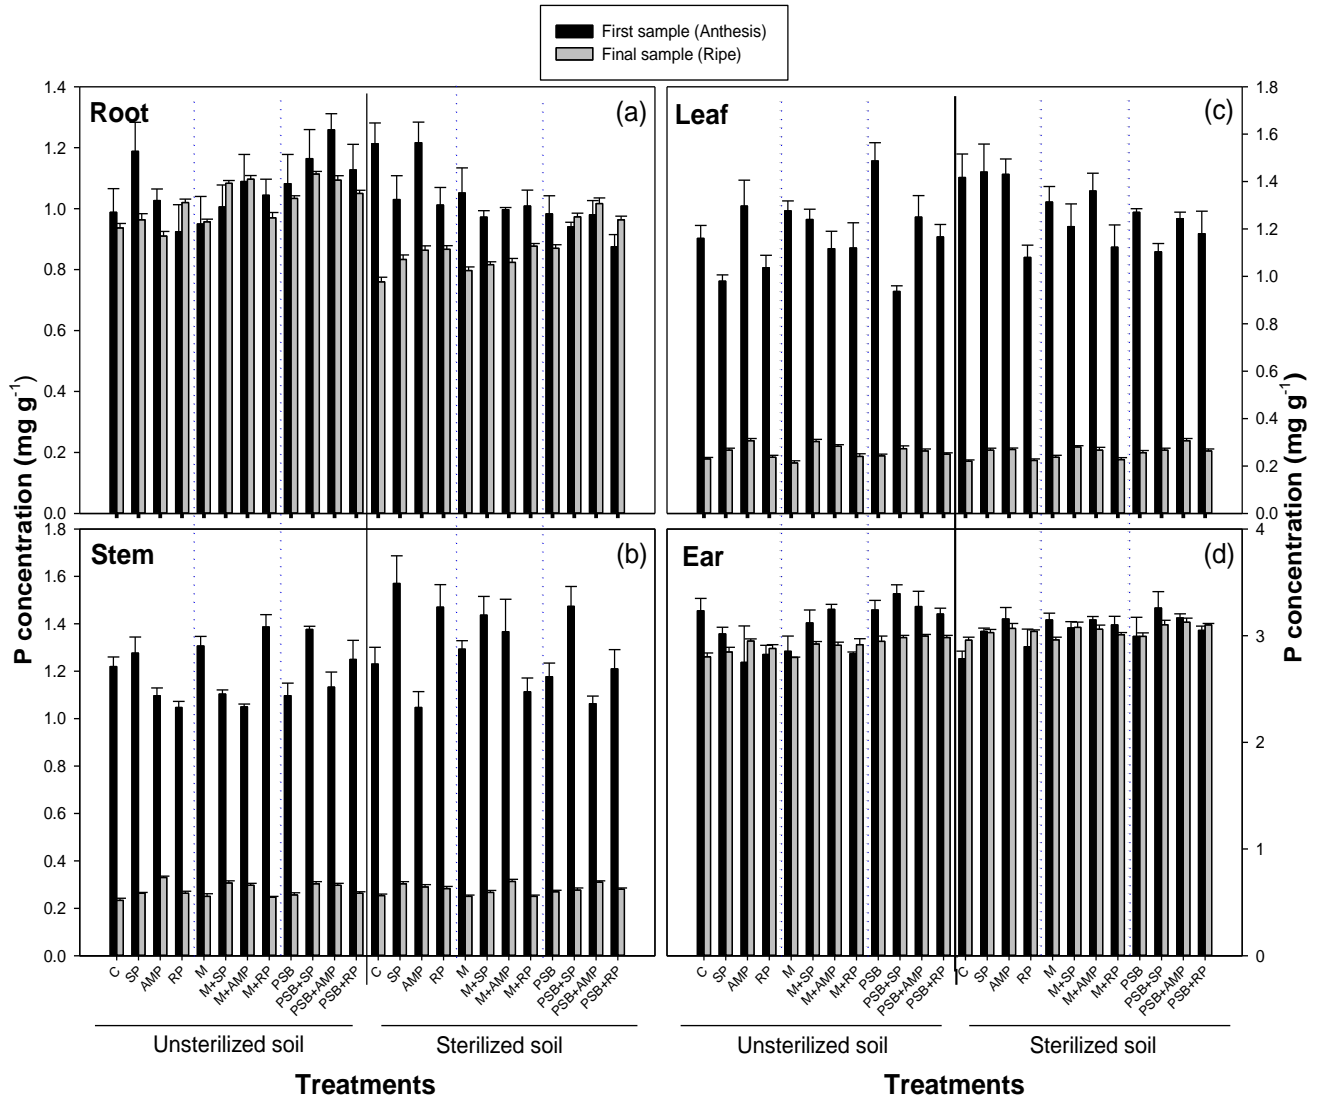 First sample (Anthesis)
Final sample (Ripe)
Root
(a)
1.4
1.2
1.0
0.8
0.6
0.4
0.2
0.0
Leaf
(c)
1.8
1.6
1.4
1.2
1.0
0.8
0.6
0.4
0.2
0.0
Stem
(b)
1.8
1.6
1.4
1.2
1.0
0.8
0.6
0.4
0.2
0.0
Ear
(d)
4
3
2
1
0
P concentration (mg g-1)
P concentration (mg g-1)
P concentration (mg g-1)
P concentration (mg g-1)
C SP AMP RP M M+SP M+AMP M+RP PSB PSB+SP PSB+AMP PSB+RP C SP AMP RP M M+SP M+AMP M+RP PSB PSB+SP PSB+AMP PSB+RP
C SP AMP RP M M+SP M+AMP M+RP PSB PSB+SP PSB+AMP PSB+RP C SP AMP RP M M+SP M+AMP M+RP PSB PSB+SP PSB+AMP PSB+RP
Unsterilized soil Sterilized soil
Unsterilized soil Sterilized soil
Treatments
Treatments